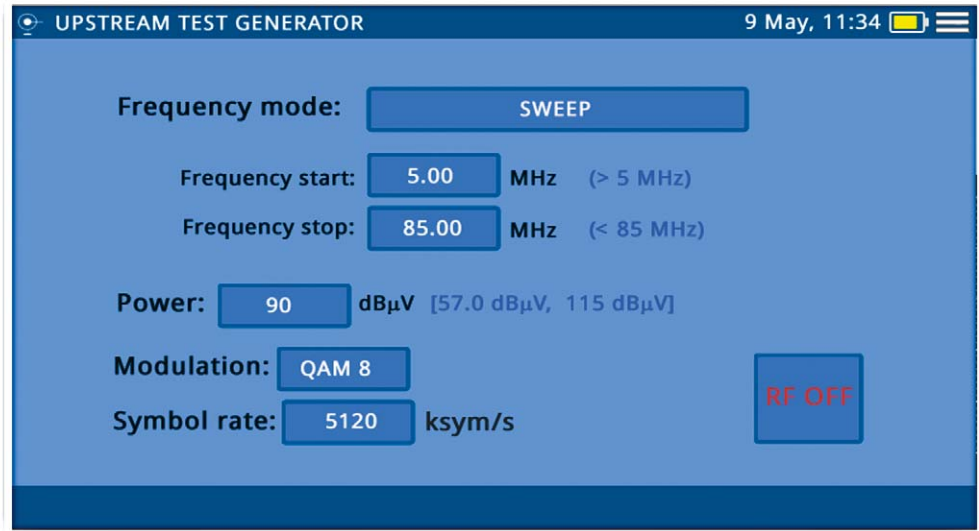 UPSTREAM TEST GENERATOR 9 May, 11:34
Frequency mode: SWEEP
Frequency start: 5.00 MHz (> 5 MHz)
Frequency stop: 85.00 MHz (< 85 MHz)
Power: 90 dBµV [57.0 dBµV, 115 dBµV]
Modulation: QAM 8
RF OFF
Symbol rate: 5120 ksym/s